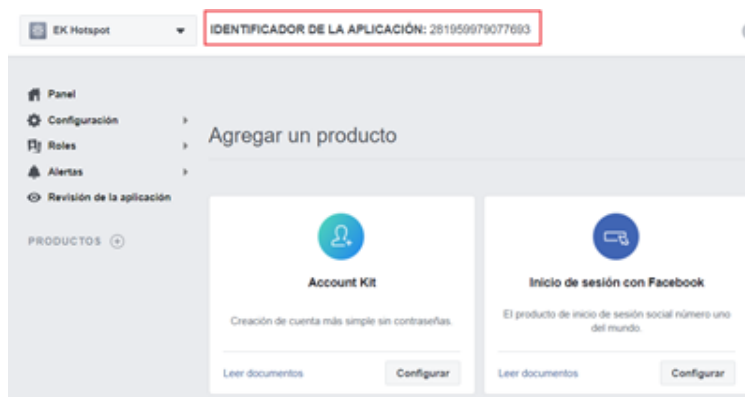 EK Hotspot
IDENTIFICADOR DE LA APLICACIÓN: 281959979077693
Panel
Configuración
Roles
Alertas
Revisión de la aplicación
PRODUCTOS
Agregar un producto
Account Kit
Creación de cuenta más simple sin contraseñas.
Leer documentos
Configurar
Inicio de sesión con Facebook
El producto de inicio de sesión social número uno
del mundo.
Leer documentos
Configurar